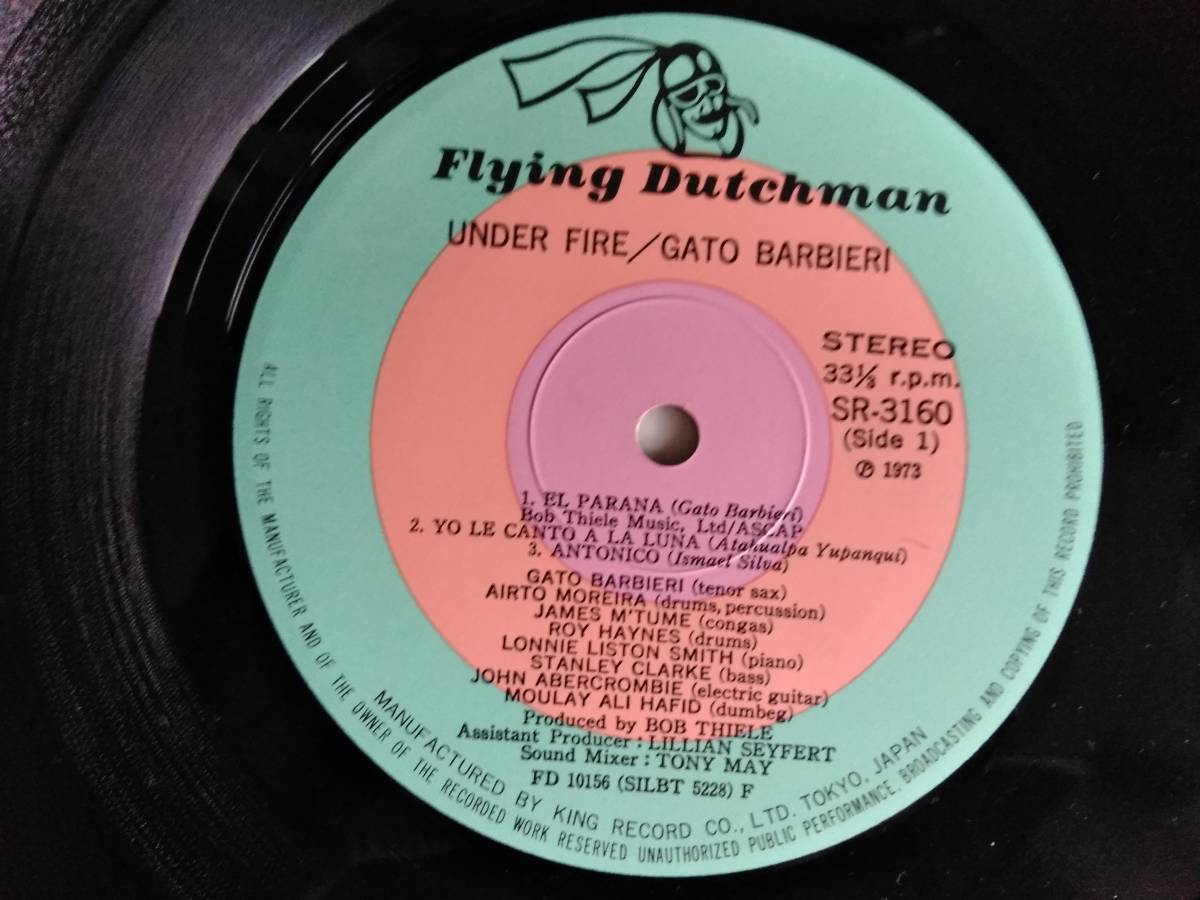 Flying Dutchman
UNDER FIRE/GATO BARBIERI
STEREO
33⅓ r.p.m.
SR-3160
(Side 1)
℗ 1973
1. EL PARANA (Gato Barbieri)
Bob Thiele Music, Ltd/ASCAP
2. YO LE CANTO A LA LUNA (Atahualpa Yupanqui)
3. ANTONICO (Ismael Silva)
GATO BARBIERI (tenor sax)
AIRTO MOREIRA (drums, percussion)
JAMES M'TUME (congas)
ROY HAYNES (drums)
LONNIE LISTON SMITH (piano)
STANLEY CLARKE (bass)
JOHN ABERCROMBIE (electric guitar)
MOULAY ALI HAFID (dumbeg)
Produced by BOB THIELE
Assistant Producer : LILLIAN SEYFERT
Sound Mixer : TONY MAY
FD 10156 (SILBT 5228) F
MANUFACTURED BY KING RECORD CO., LTD. TOKYO, JAPAN
ALL RIGHTS OF THE MANUFACTURER AND OF THE OWNER OF THE RECORDED WORK RESERVED UNAUTHORIZED PUBLIC PERFORMANCE, BROADCASTING AND COPYING OF THIS RECORD PROHIBITED